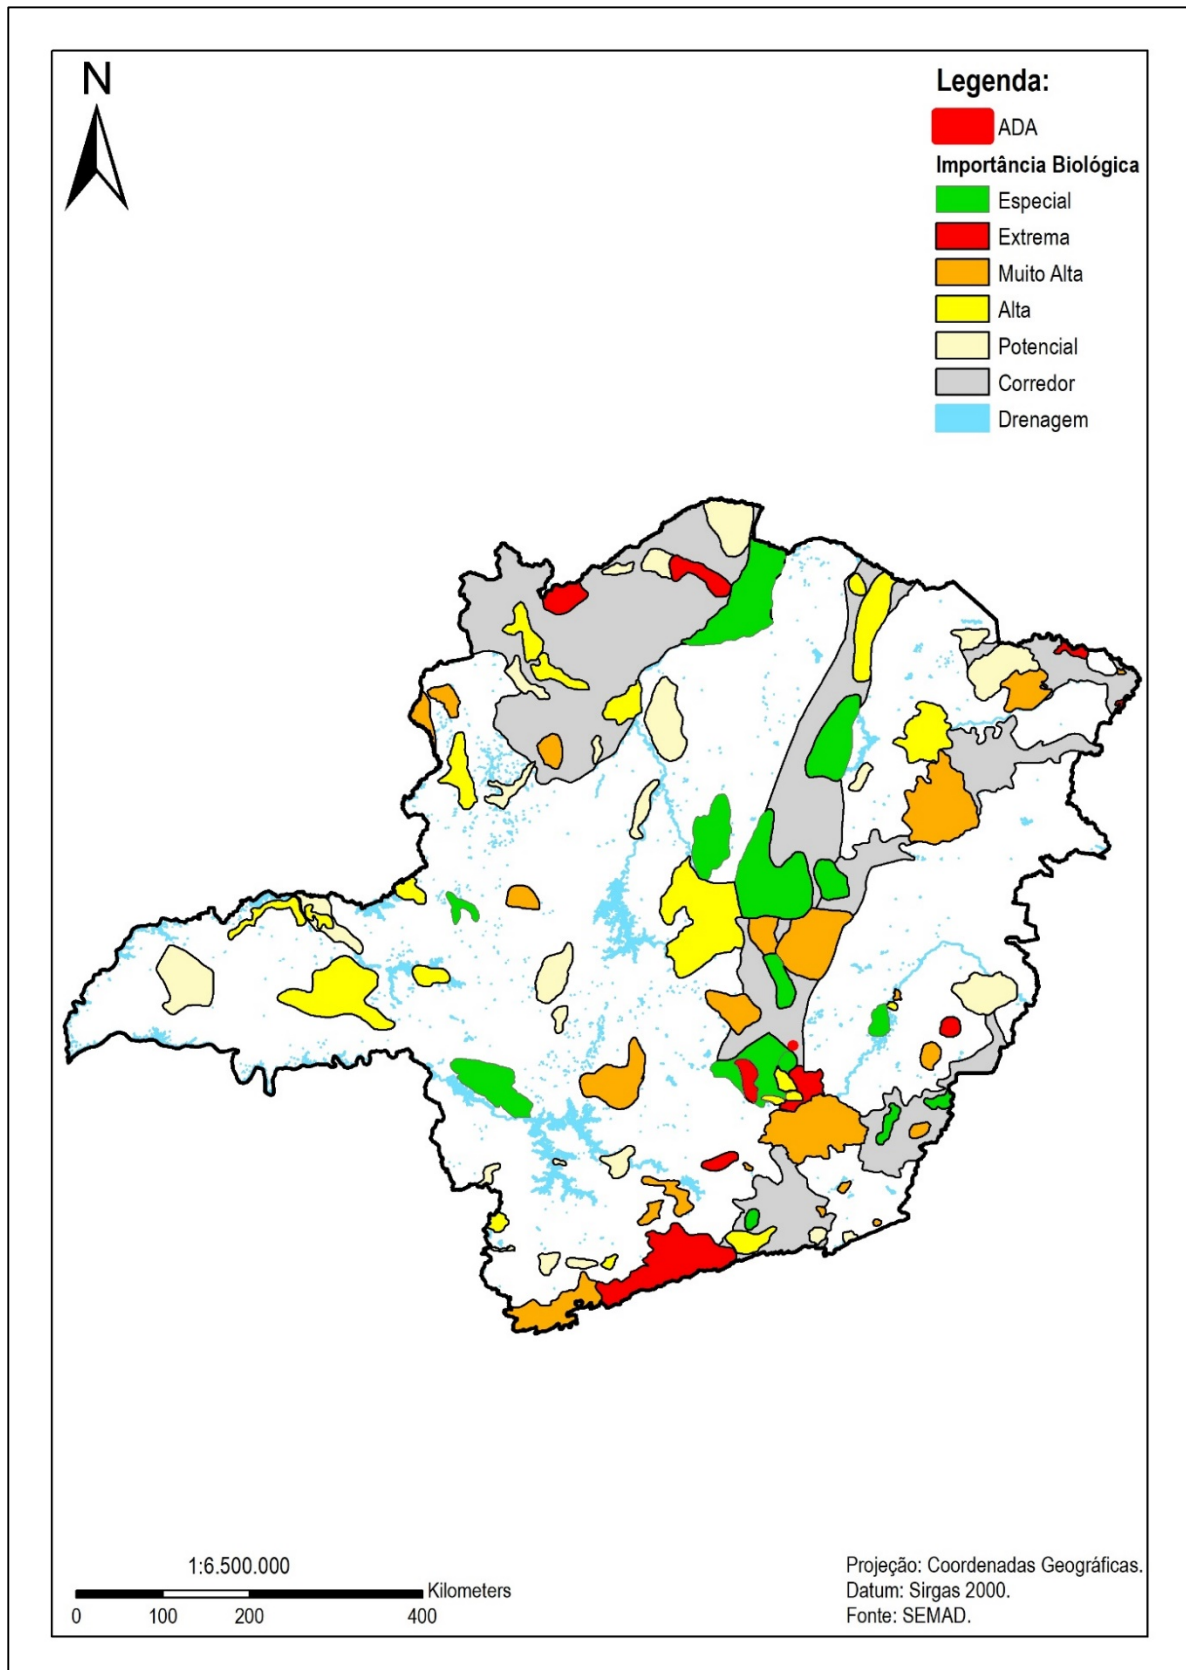 N
Legenda:
ADA
Importância Biológica
Especial
Extrema
Muito Alta
Alta
Potencial
Corredor
Drenagem
1:6.500.000
Kilometers
0 100 200 400
Projeção: Coordenadas Geográficas.
Datum: Sirgas 2000.
Fonte: SEMAD.